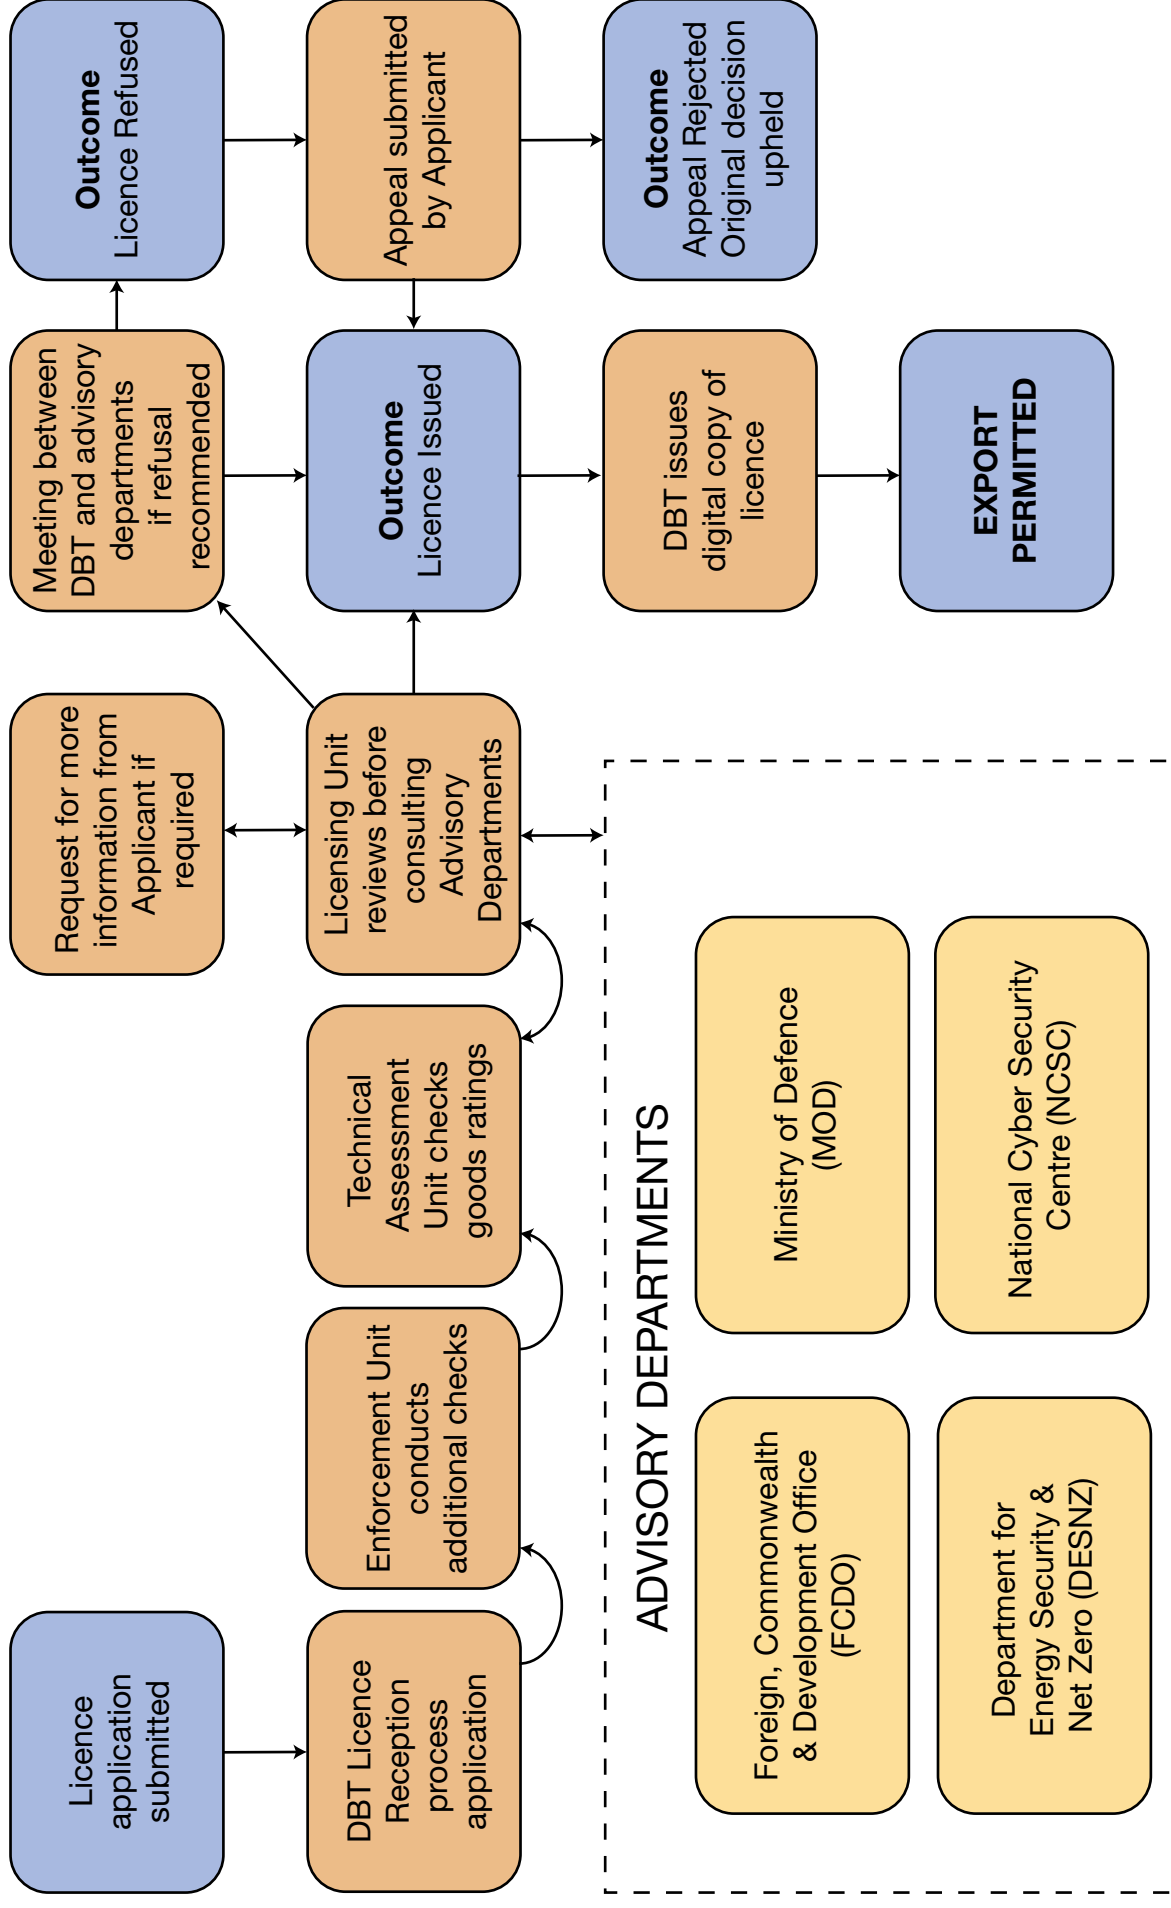 Licence
application
submitted
DBT Licence
Reception
process
application
Enforcement Unit
conducts
additional checks
Technical
Assessment
Unit checks
goods ratings
Request for more
information from
Applicant if
required
Licensing Unit
reviews before
consulting
Advisory
Departments
Meeting between
DBT and advisory
departments
if refusal
recommended
Outcome
Licence Refused
Outcome
Licence Issued
Appeal submitted
by Applicant
DBT issues
digital copy of
licence
Outcome
Appeal Rejected
Original decision
upheld
EXPORT
PERMITTED
ADVISORY DEPARTMENTS
Foreign, Commonwealth
& Development Office
(FCDO)
Ministry of Defence
(MOD)
Department for
Energy Security &
Net Zero (DESNZ)
National Cyber Security
Centre (NCSC)